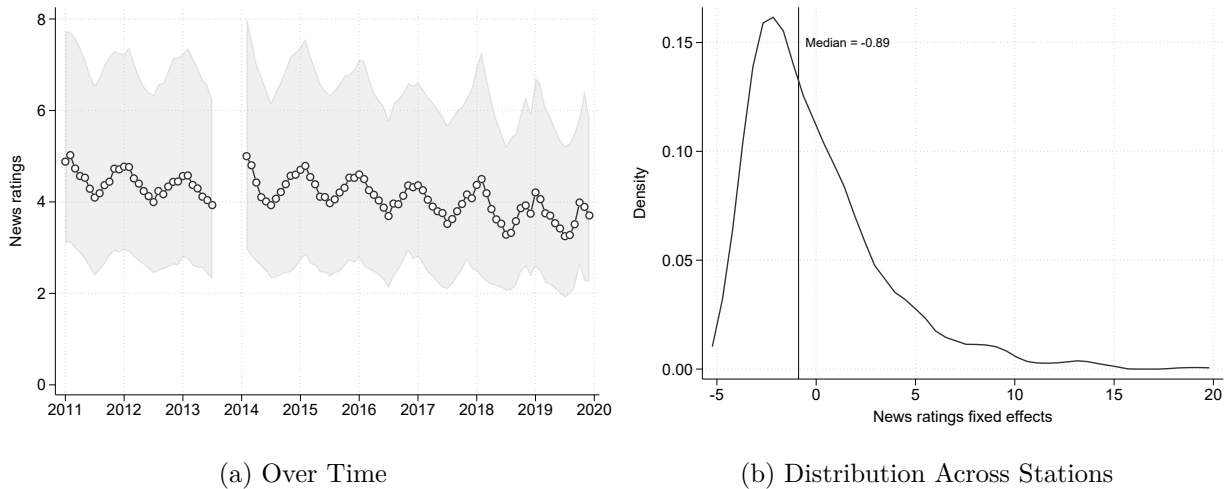 News ratings
8
6
4
2
0
2011 2012 2013 2014 2015 2016 2017 2018 2019 2020
(a) Over Time
Density
0.15
0.10
0.05
0.00
Median = -0.89
-5 0 5 10 15 20
News ratings fixed effects
(b) Distribution Across Stations